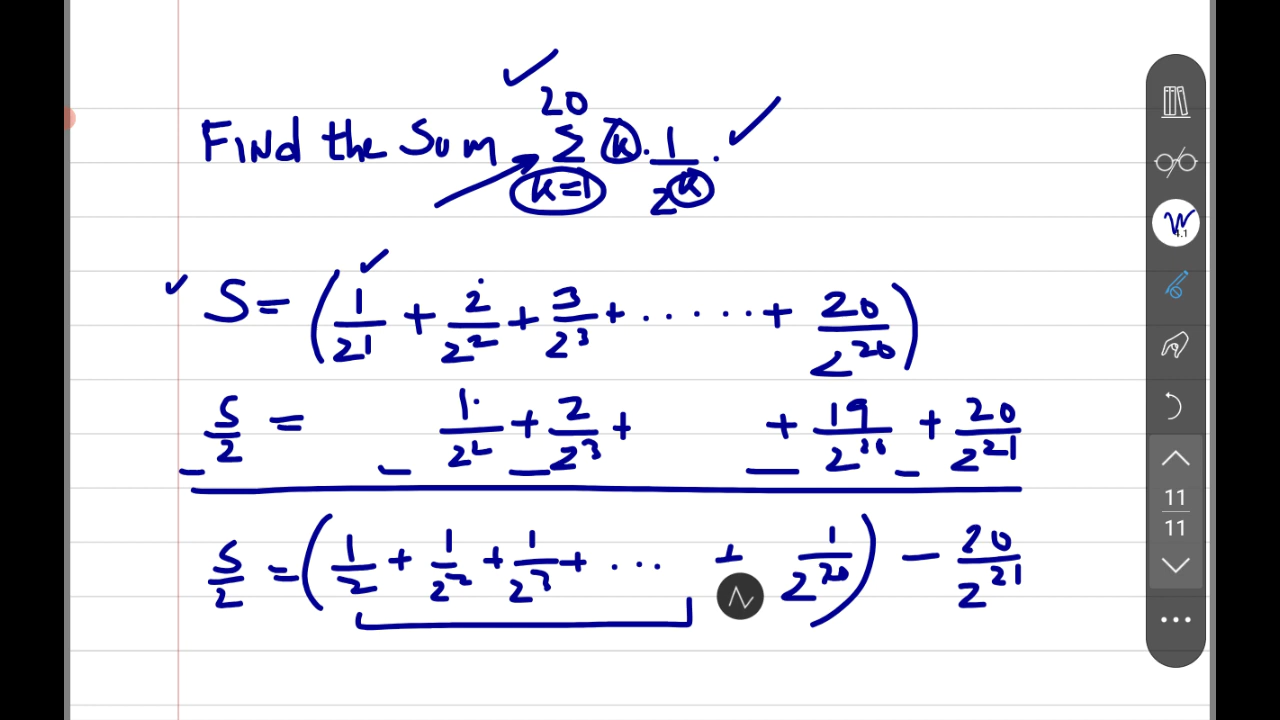 Find the Sum 20 Σ k=1 k · 1/2^k .
S = ( 1/2^1 + 2/2^2 + 3/2^3 + ...... + 20/2^20 )
S/2 = 1/2^2 + 2/2^3 + + 19/2^20 + 20/2^21
S/2 = ( 1/2 + 1/2^2 + 1/2^3 + ... + 1/2^20 ) - 20/2^21
11
11